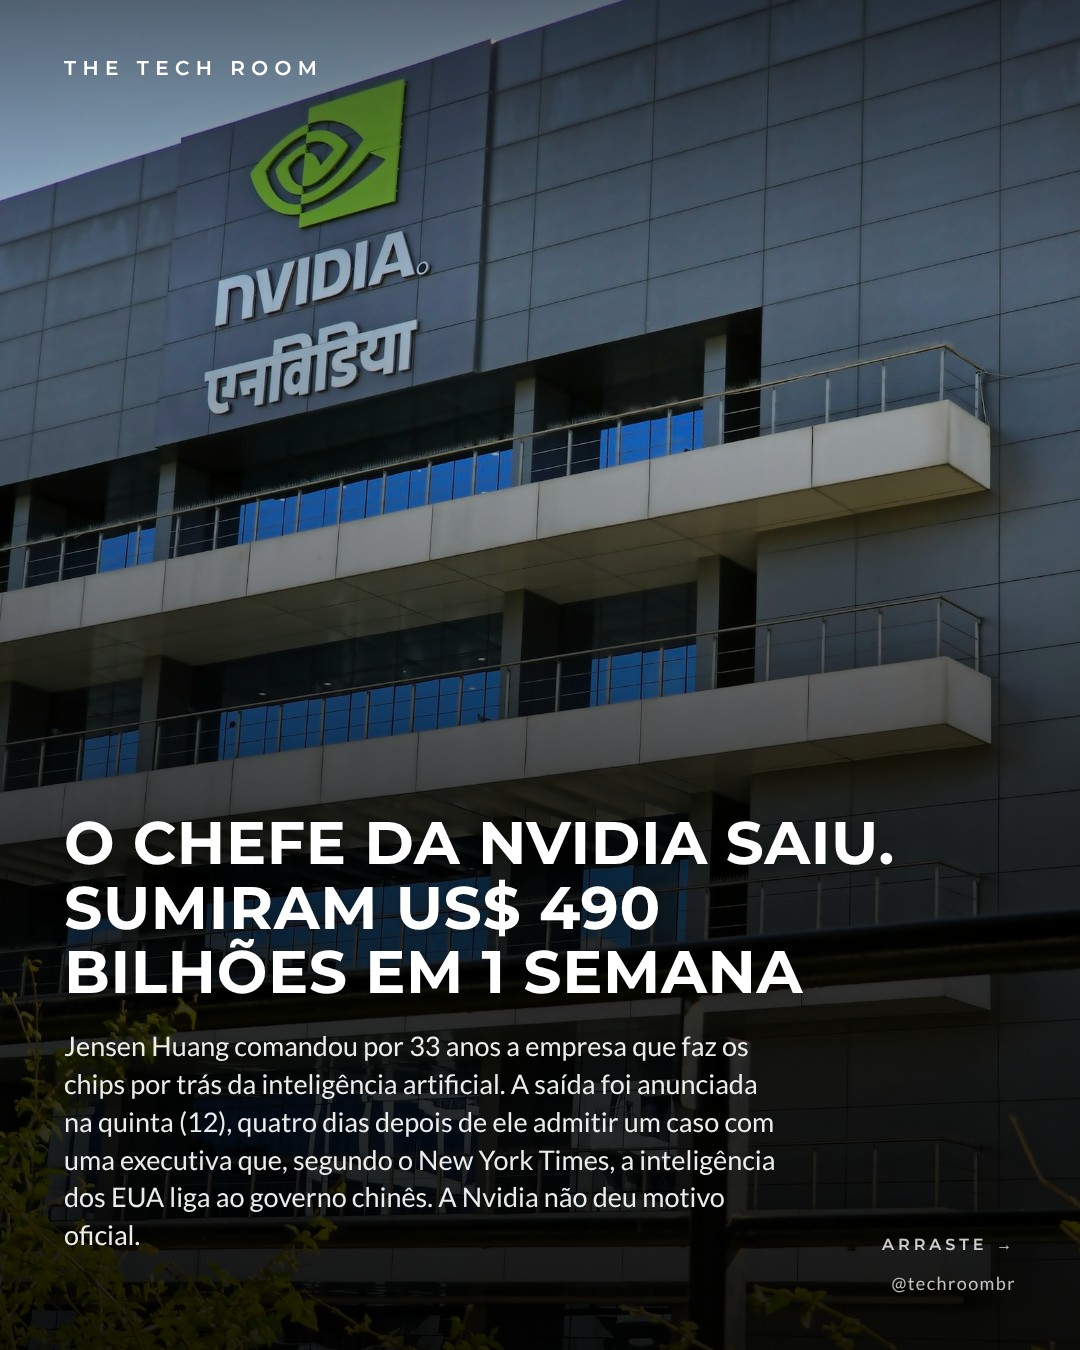 THE TECH ROOM
NVIDIA
एनविडिया
O CHEFE DA NVIDIA SAIU.
SUMIRAM US$ 490
BILHÕES EM 1 SEMANA
Jensen Huang comandou por 33 anos a empresa que faz os
chips por trás da inteligência artificial. A saída foi anunciada
na quinta (12), quatro dias depois de ele admitir um caso com
uma executiva que, segundo o New York Times, a inteligência
dos EUA liga ao governo chinês. A Nvidia não deu motivo
oficial.
ARRASTE →
@techroombr